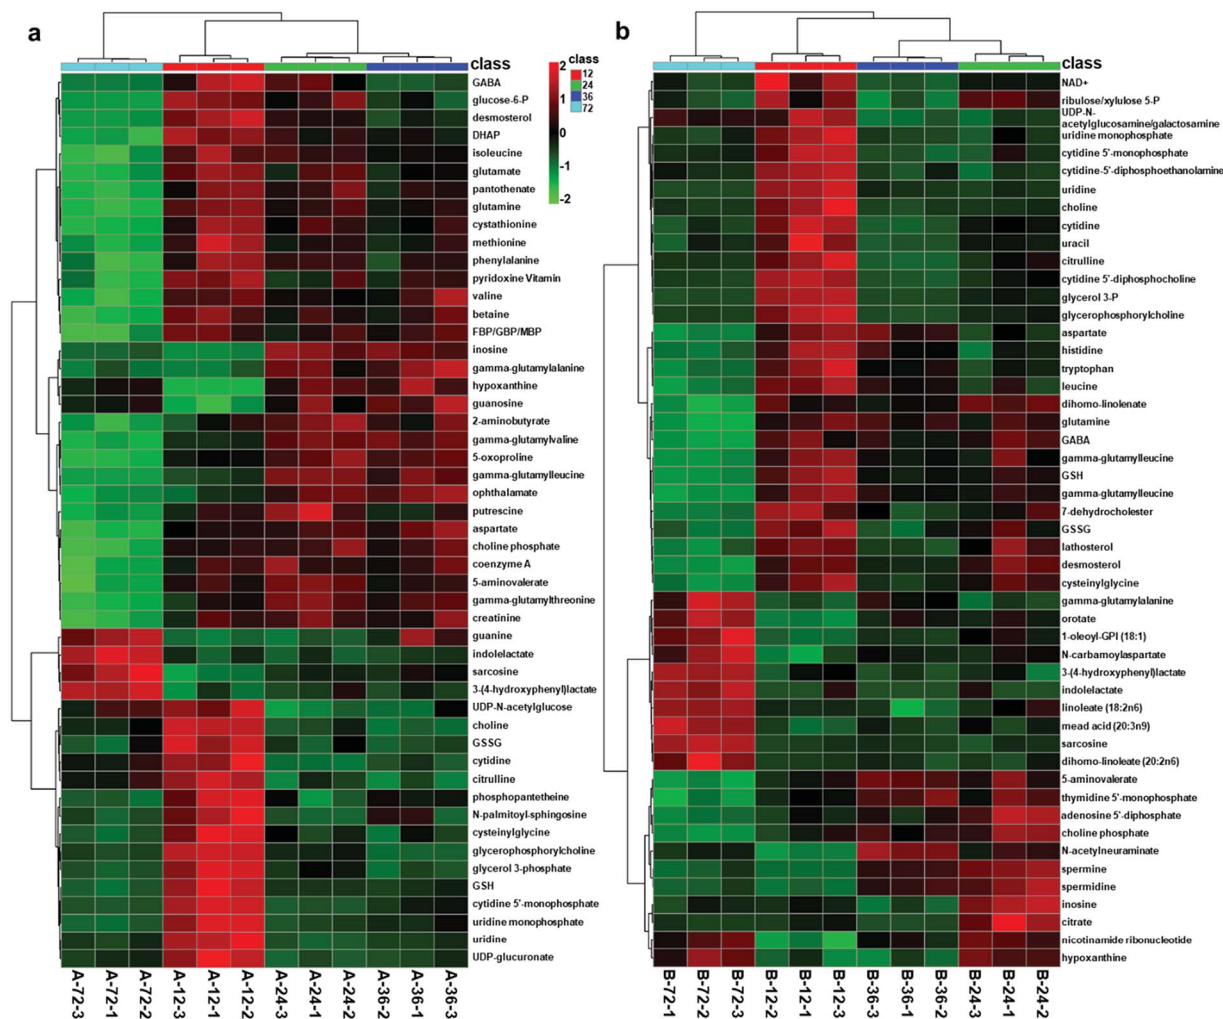 a
class
GABA
glucose-6-P
desmosterol
DHAP
isoleucine
glutamate
pantothenate
glutamine
cystathionine
methionine
phenylalanine
pyridoxine Vitamin
valine
betaine
FBP/GBP/MBP
inosine
gamma-glutamylalanine
hypoxanthine
guanosine
2-aminobutyrate
gamma-glutamylvaline
5-oxoproline
gamma-glutamylleucine
ophthalamate
putrescine
aspartate
choline phosphate
coenzyme A
5-aminovalerate
gamma-glutamylthreonine
creatinine
guanine
indolelactate
sarcosine
3-(4-hydroxyphenyl)lactate
UDP-N-acetylglucose
choline
GSSG
cytidine
citrulline
phosphopantetheine
N-palmitoyl-sphingosine
cysteinylglycine
glycerophosphorylcholine
glycerol 3-phosphate
GSH
cytidine 5'-monophosphate
uridine monophosphate
uridine
UDP-glucuronate
A-72-3
A-72-1
A-72-2
A-12-3
A-12-1
A-12-2
A-24-3
A-24-1
A-24-2
A-36-2
A-36-1
A-36-3
2
1
0
-1
-2
class
12
24
36
72
b
class
NAD+
ribulose/xylulose 5-P
UDP-N-
acetylglucosamine/galactosamine
uridine monophosphate
cytidine 5'-monophosphate
cytidine-5'-diphosphoethanolamine
uridine
choline
cytidine
uracil
citrulline
cytidine 5'-diphosphocholine
glycerol 3-P
glycerophosphorylcholine
aspartate
histidine
tryptophan
leucine
dihomo-linolenate
glutamine
GABA
gamma-glutamylleucine
GSH
gamma-glutamylleucine
7-dehydrocholester
GSSG
lathosterol
desmosterol
cysteinylglycine
gamma-glutamylalanine
orotate
1-oleoyl-GPI (18:1)
N-carbamoylaspartate
3-(4-hydroxyphenyl)lactate
indolelactate
linoleate (18:2n6)
mead acid (20:3n9)
sarcosine
dihomo-linoleate (20:2n6)
5-aminovalerate
thymidine 5'-monophosphate
adenosine 5'-diphosphate
choline phosphate
N-acetylneuraminate
spermine
spermidine
inosine
citrate
nicotinamide ribonucleotide
hypoxanthine
B-72-1
B-72-2
B-72-3
B-12-2
B-12-1
B-12-3
B-36-3
B-36-1
B-36-2
B-24-3
B-24-1
B-24-2